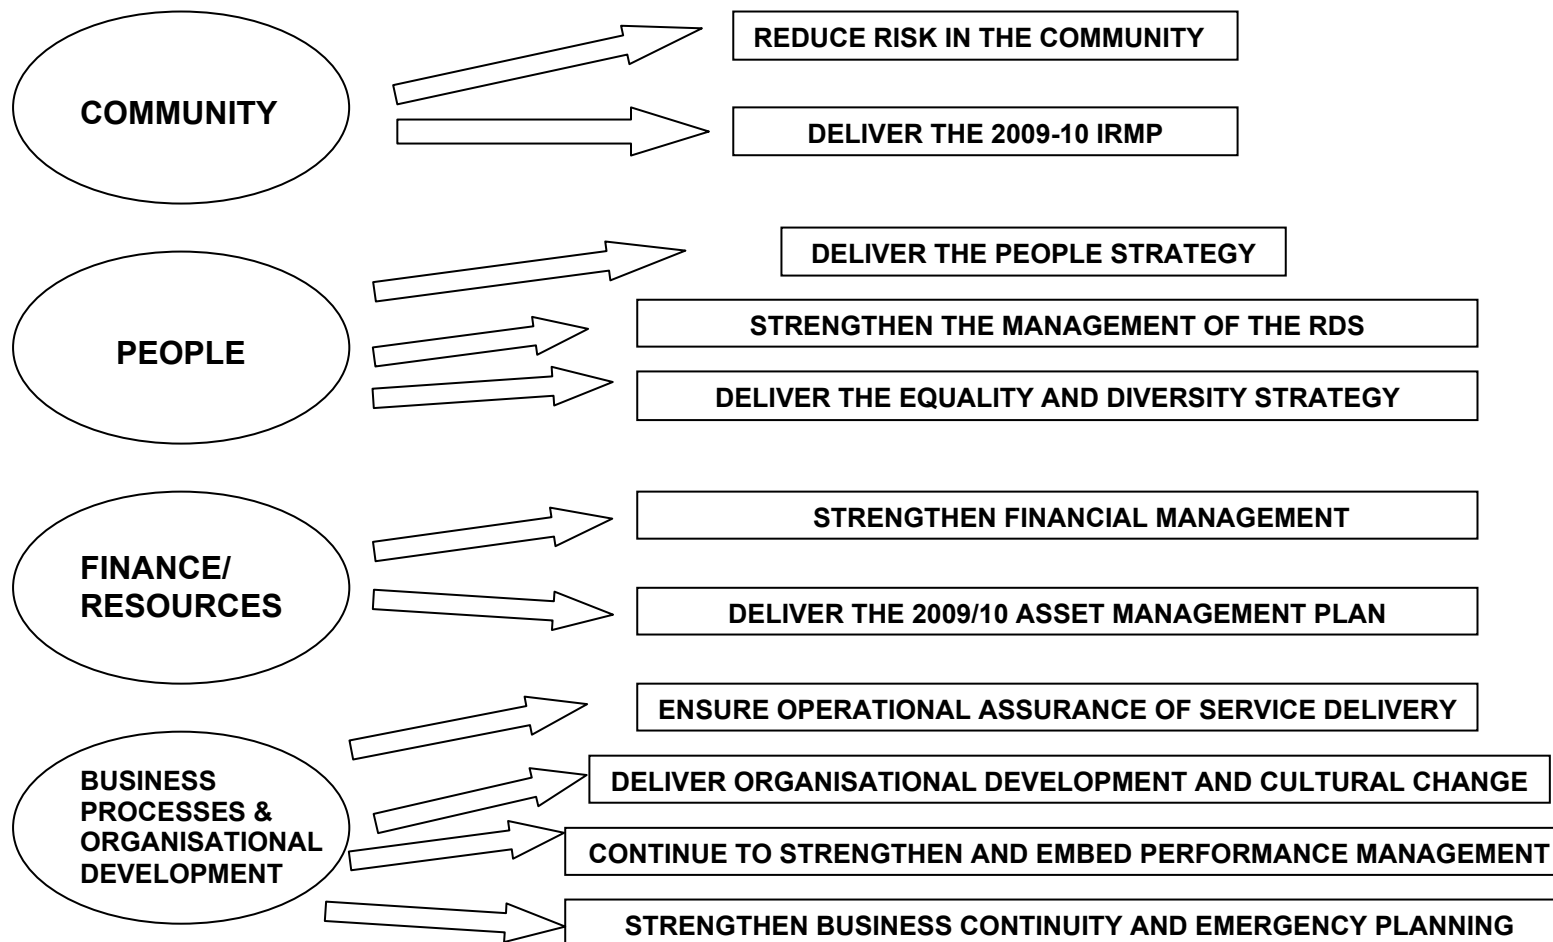 COMMUNITY
REDUCE RISK IN THE COMMUNITY
DELIVER THE 2009-10 IRMP
PEOPLE
DELIVER THE PEOPLE STRATEGY
STRENGTHEN THE MANAGEMENT OF THE RDS
DELIVER THE EQUALITY AND DIVERSITY STRATEGY
FINANCE/
RESOURCES
STRENGTHEN FINANCIAL MANAGEMENT
DELIVER THE 2009/10 ASSET MANAGEMENT PLAN
BUSINESS
PROCESSES &
ORGANISATIONAL
DEVELOPMENT
ENSURE OPERATIONAL ASSURANCE OF SERVICE DELIVERY
DELIVER ORGANISATIONAL DEVELOPMENT AND CULTURAL CHANGE
CONTINUE TO STRENGTHEN AND EMBED PERFORMANCE MANAGEMENT
STRENGTHEN BUSINESS CONTINUITY AND EMERGENCY PLANNING